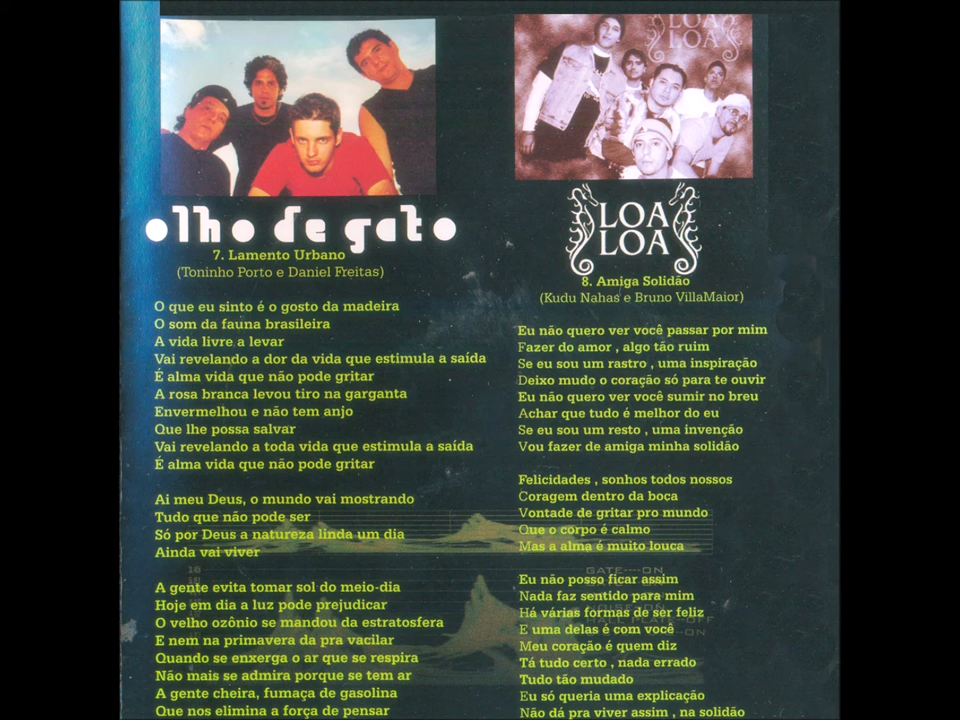 olho de gato
7. Lamento Urbano
(Toninho Porto e Daniel Freitas)
O que eu sinto é o gosto da madeira
O som da fauna brasileira
A vida livre a levar
Vai revelando a dor da vida que estimula a saída
É alma vida que não pode gritar
A rosa branca levou tiro na garganta
Envermelhou e não tem anjo
Que lhe possa salvar
Vai revelando a toda vida que estimula a saída
É alma vida que não pode gritar
Ai meu Deus, o mundo vai mostrando
Tudo que não pode ser
Só por Deus a natureza linda um dia
Ainda vai viver
A gente evita tomar sol do meio-dia
Hoje em dia a luz pode prejudicar
O velho ozônio se mandou da estratosfera
E nem na primavera da pra vacilar
Quando se enxerga o ar que se respira
Não mais se admira porque se tem ar
A gente cheira, fumaça de gasolina
Que nos elimina a força de pensar
LOA
LOA
LOA
LOA
8. Amiga Solidão
(Kudu Nahas e Bruno VillaMaior)
Eu não quero ver você passar por mim
Fazer do amor , algo tão ruim
Se eu sou um rastro , uma inspiração
Deixo mudo o coração só para te ouvir
Eu não quero ver você sumir no breu
Achar que tudo é melhor do eu
Se eu sou um resto , uma invenção
Vou fazer de amiga minha solidão
Felicidades , sonhos todos nossos
Coragem dentro da boca
Vontade de gritar pro mundo
Que o corpo é calmo
Mas a alma é muito louca
Eu não posso ficar assim
Nada faz sentido para mim
Há várias formas de ser feliz
E uma delas é com você
Meu coração é quem diz
Tá tudo certo , nada errado
Tudo tão mudado
Eu só queria uma explicação
Não dá pra viver assim , na solidão
16
GATE----ON
HALL PLATE--OFF
--ON